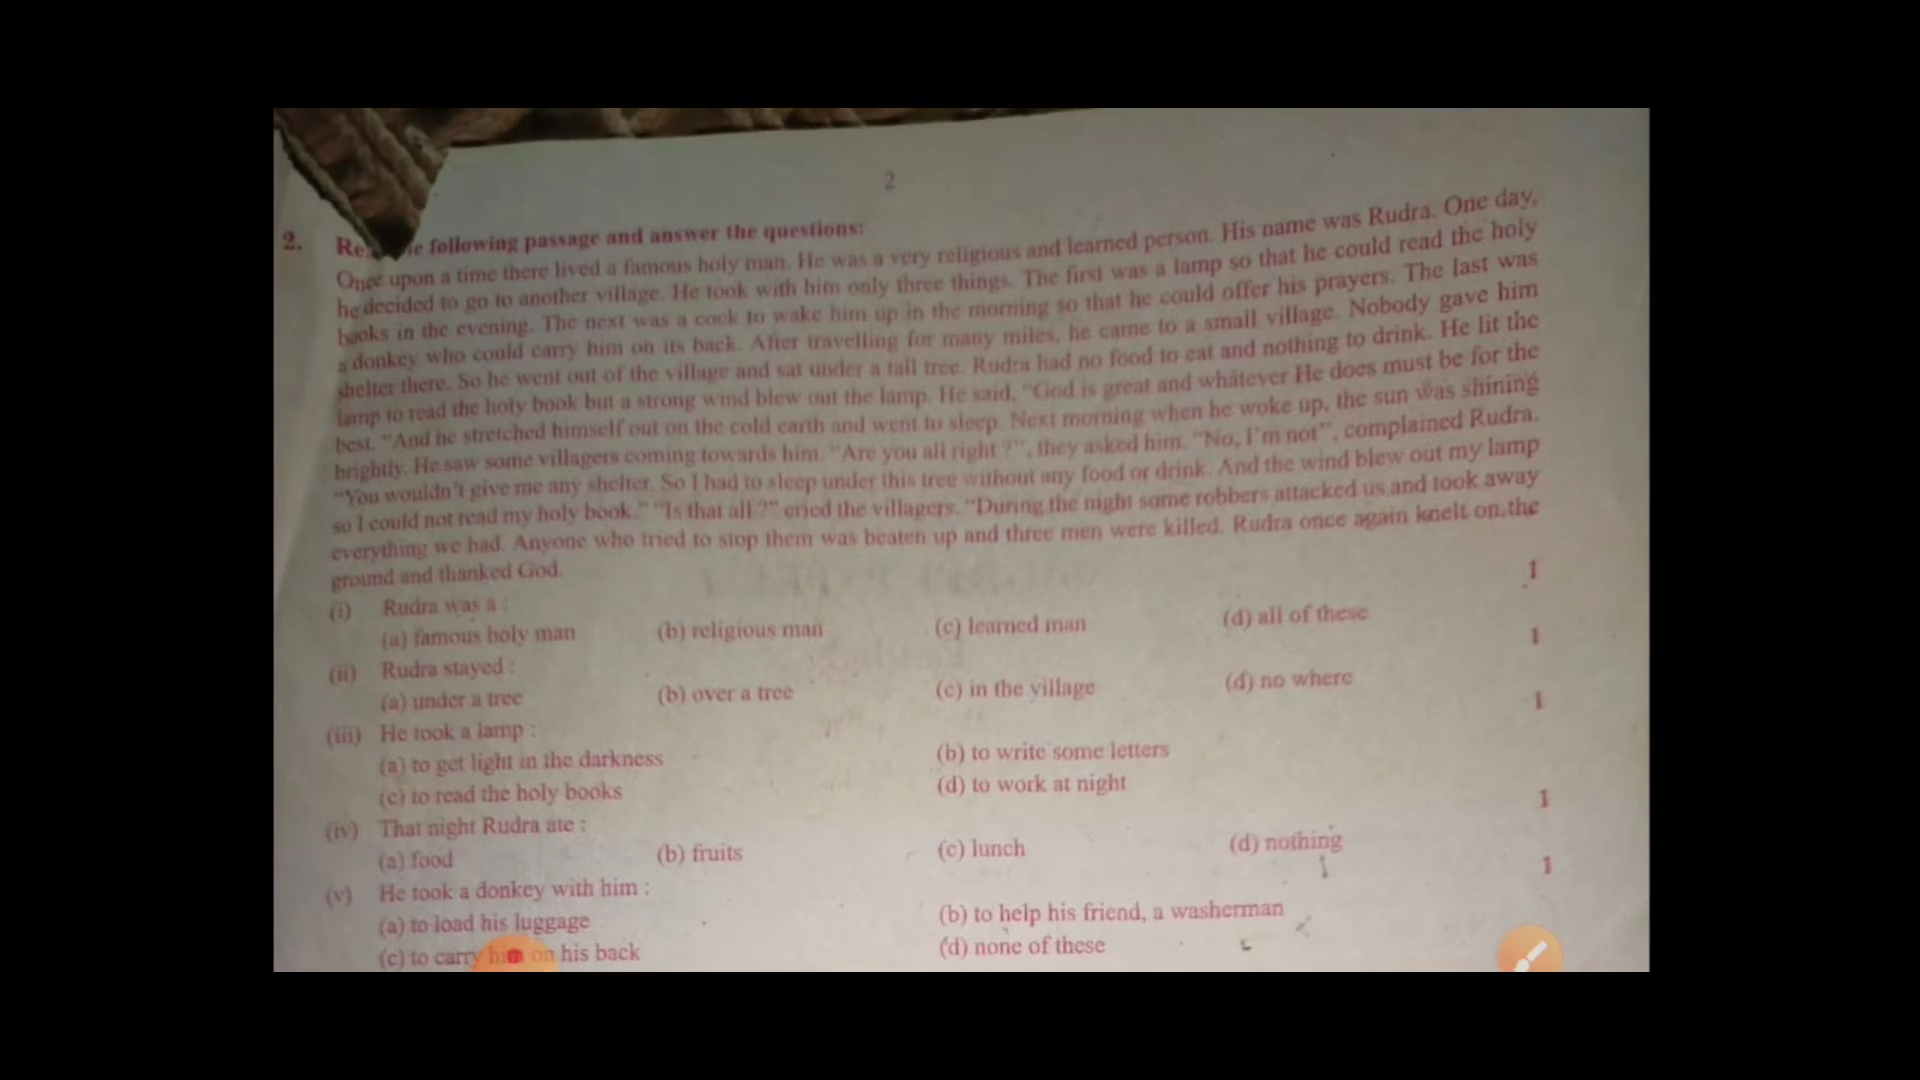 2
2. Re he following passage and answer the questions:
Once upon a time there lived a famous holy man. He was a very religious and learned person. His name was Rudra. One day,
he decided to go to another village. He took with him only three things. The first was a lamp so that he could read the holy
books in the evening. The next was a cock to wake him up in the morning so that he could offer his prayers. The last was
a donkey who could carry him on its back. After travelling for many miles, he came to a small village. Nobody gave him
shelter there. So he went out of the village and sat under a tall tree. Rudra had no food to eat and nothing to drink. He lit the
lamp to read the holy book but a strong wind blew out the lamp. He said, "God is great and whatever He does must be for the
best. "And he stretched himself out on the cold earth and went to sleep. Next morning when he woke up, the sun was shining
brightly. He saw some villagers coming towards him. "Are you all right ?", they asked him. "No, I'm not", complained Rudra.
"You wouldn't give me any shelter. So I had to sleep under this tree without any food or drink. And the wind blew out my lamp
so I could not read my holy book." "Is that all ?" cried the villagers. "During the night some robbers attacked us and took away
everything we had. Anyone who tried to stop them was beaten up and three men were killed. Rudra once again knelt on the
ground and thanked God.
(i) Rudra was a : 1
(a) famous holy man (b) religious man (c) learned man (d) all of these
(ii) Rudra stayed : 1
(a) under a tree (b) over a tree (c) in the village (d) no where
(iii) He took a lamp : 1
(a) to get light in the darkness (b) to write some letters
(c) to read the holy books (d) to work at night
(iv) That night Rudra ate : 1
(a) food (b) fruits (c) lunch (d) nothing
(v) He took a donkey with him : 1
(a) to load his luggage (b) to help his friend, a washerman
(c) to carry him on his back (d) none of these